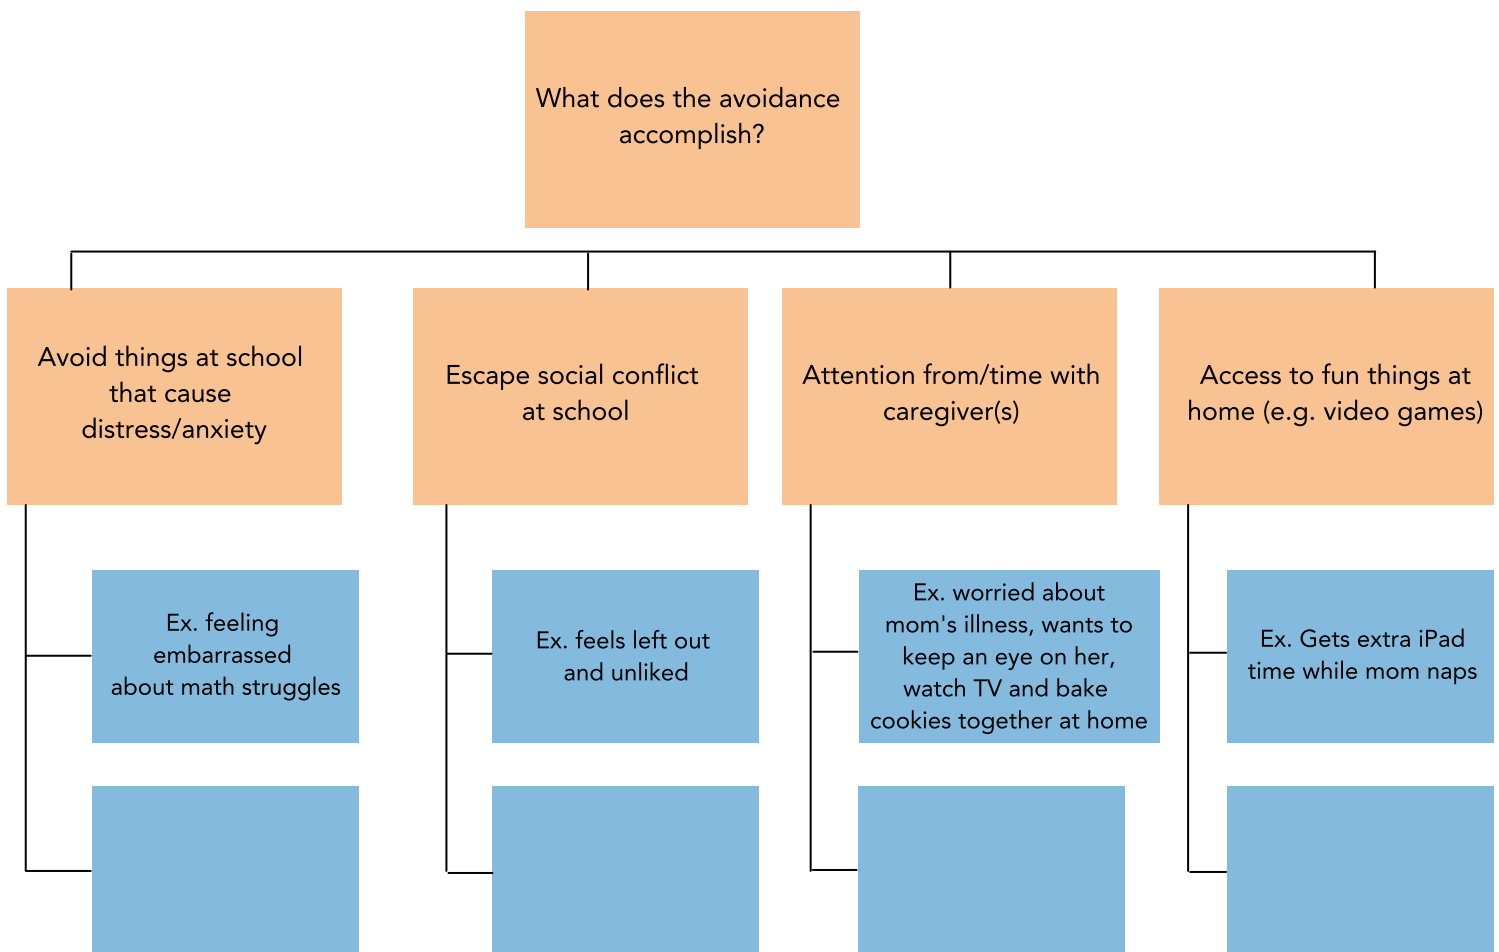 What does the avoidance
accomplish?
Avoid things at school
that cause
distress/anxiety
Escape social conflict
at school
Attention from/time with
caregiver(s)
Access to fun things at
home (e.g. video games)
Ex. feeling
embarrassed
about math struggles
Ex. feels left out
and unliked
Ex. worried about
mom's illness, wants to
keep an eye on her,
watch TV and bake
cookies together at home
Ex. Gets extra iPad
time while mom naps